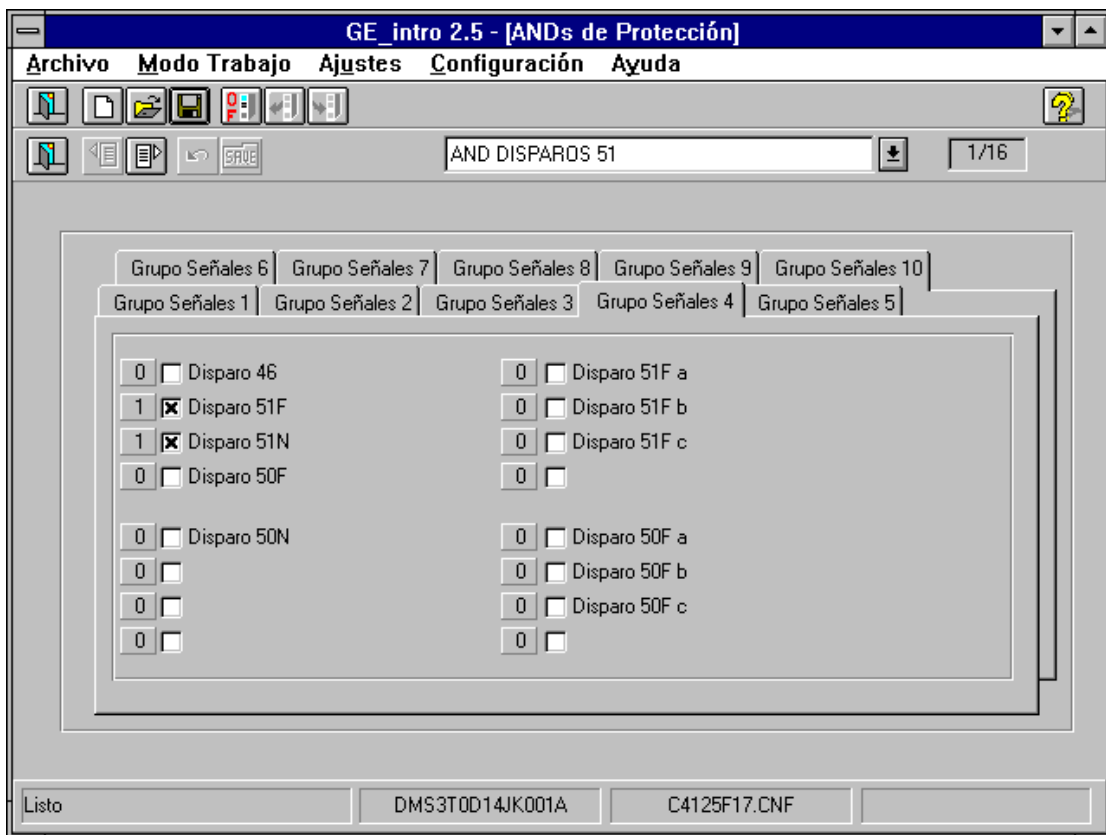 GE_intro 2.5 - [ANDs de Protección]
Archivo Modo Trabajo Ajustes Configuración Ayuda
SAVE
AND DISPAROS 51
1/16
Grupo Señales 6 Grupo Señales 7 Grupo Señales 8 Grupo Señales 9 Grupo Señales 10
Grupo Señales 1 Grupo Señales 2 Grupo Señales 3 Grupo Señales 4 Grupo Señales 5
0 Disparo 46
1 Disparo 51F
1 Disparo 51N
0 Disparo 50F
0 Disparo 50N
0
0
0
0 Disparo 51F a
0 Disparo 51F b
0 Disparo 51F c
0
0 Disparo 50F a
0 Disparo 50F b
0 Disparo 50F c
0
Listo DMS3T0D14JK001A C4125F17.CNF